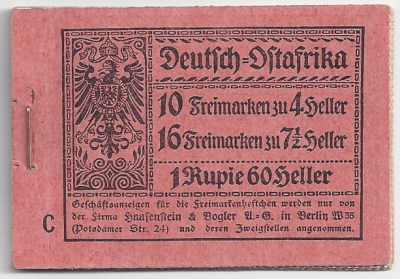 Deutsch-Ostafrika
10 Freimarken zu 4 Heller
16 Freimarken zu 7½ Heller
1 Rupie 60 Heller
Geschäftsanzeigen für die Freimarkenheftchen werden nur von
der Firma Haasenstein & Vogler A.-G. in Berlin W35
(Potsdamer Str. 24) und deren Zweigstellen angenommen.
C